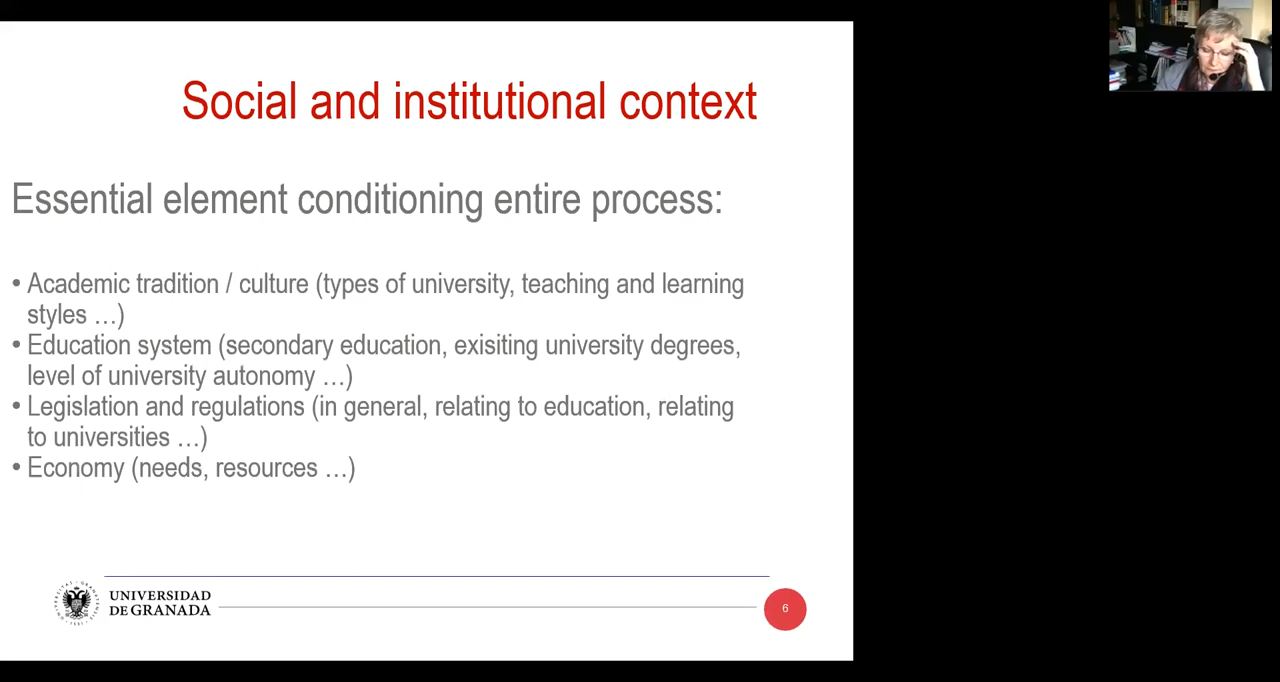 Social and institutional context
Essential element conditioning entire process:
• Academic tradition / culture (types of university, teaching and learning
styles …)
• Education system (secondary education, exisiting university degrees,
level of university autonomy …)
• Legislation and regulations (in general, relating to education, relating
to universities …)
• Economy (needs, resources …)
UNIVERSIDAD
DE GRANADA
6